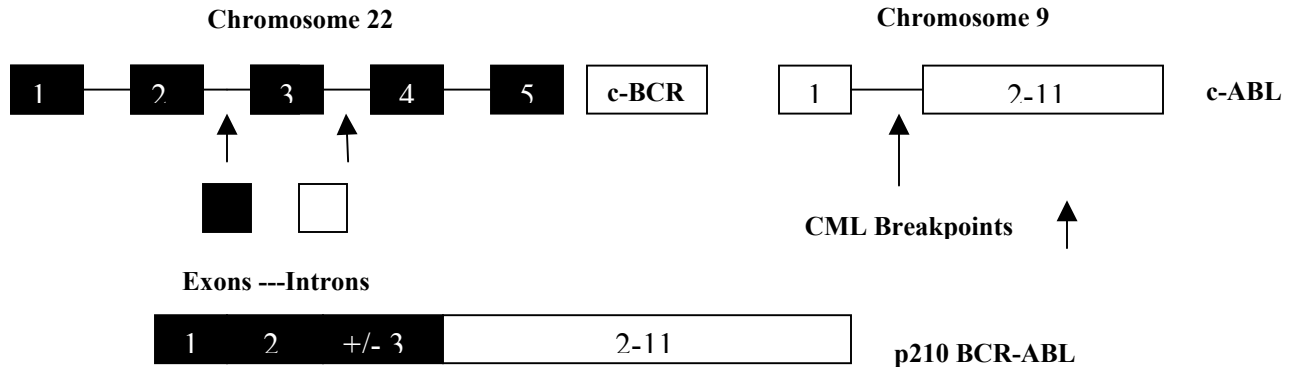 Chromosome 22
Chromosome 9
1 2 3 4 5 c-BCR 1 2-11 c-ABL
CML Breakpoints
Exons ---Introns
1 2 +/- 3 2-11
p210 BCR-ABL